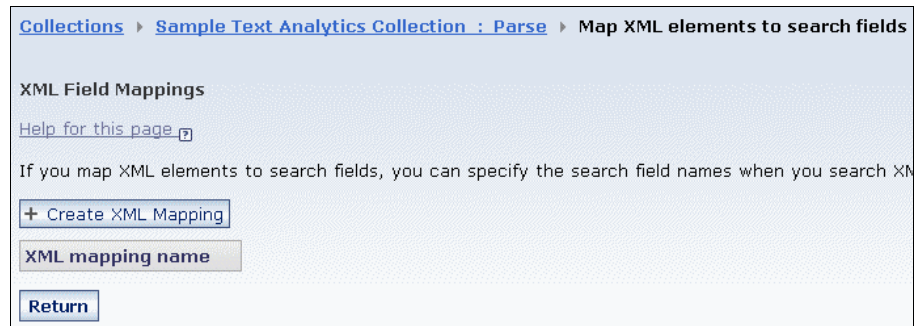 Collections ▸ Sample Text Analytics Collection : Parse ▸ Map XML elements to search fields
XML Field Mappings
Help for this page ?
If you map XML elements to search fields, you can specify the search field names when you search
+ Create XML Mapping
XML mapping name
Return